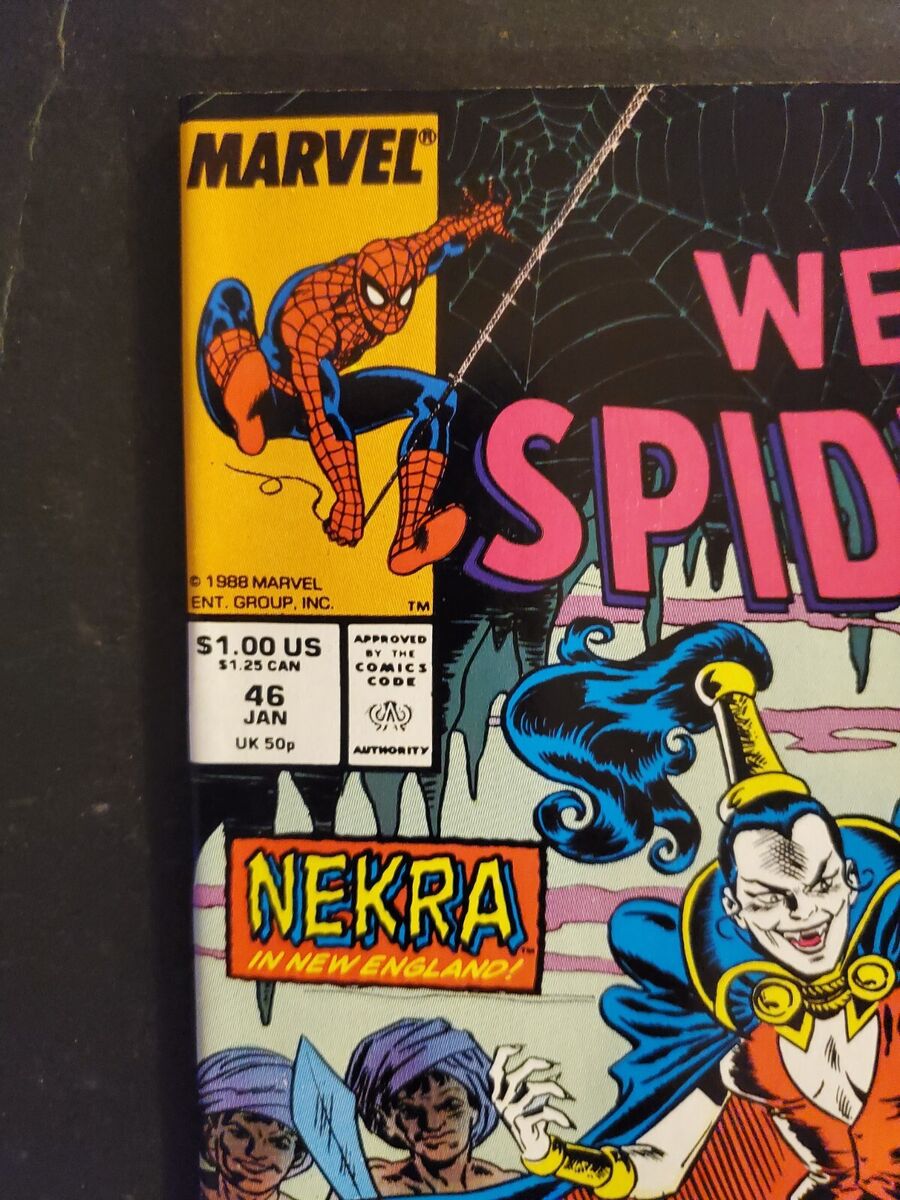 MARVEL®
WE
SPID
© 1988 MARVEL
ENT. GROUP, INC.
TM
$1.00 US
$1.25 CAN
46
JAN
UK 50p
APPROVED
BY THE
COMICS
CODE
AUTHORITY
NEKRA™
IN NEW ENGLAND!